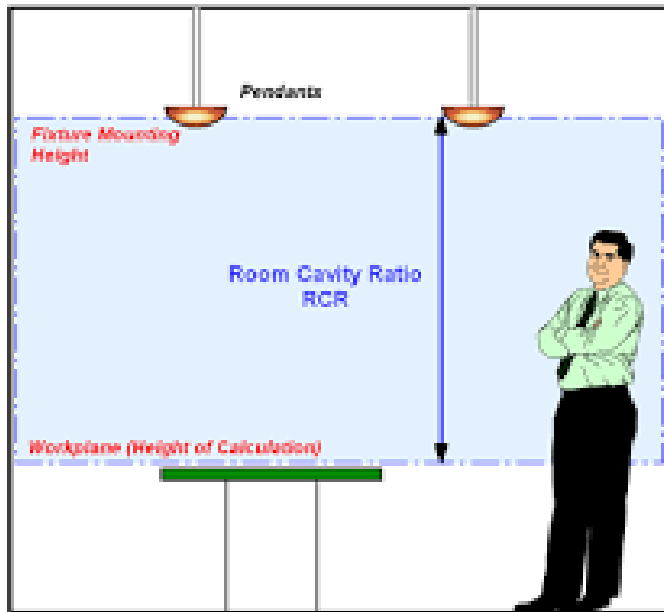 Pendants
Fixture Mounting
Height
Room Cavity Ratio
RCR
Workplane (Height of Calculation)